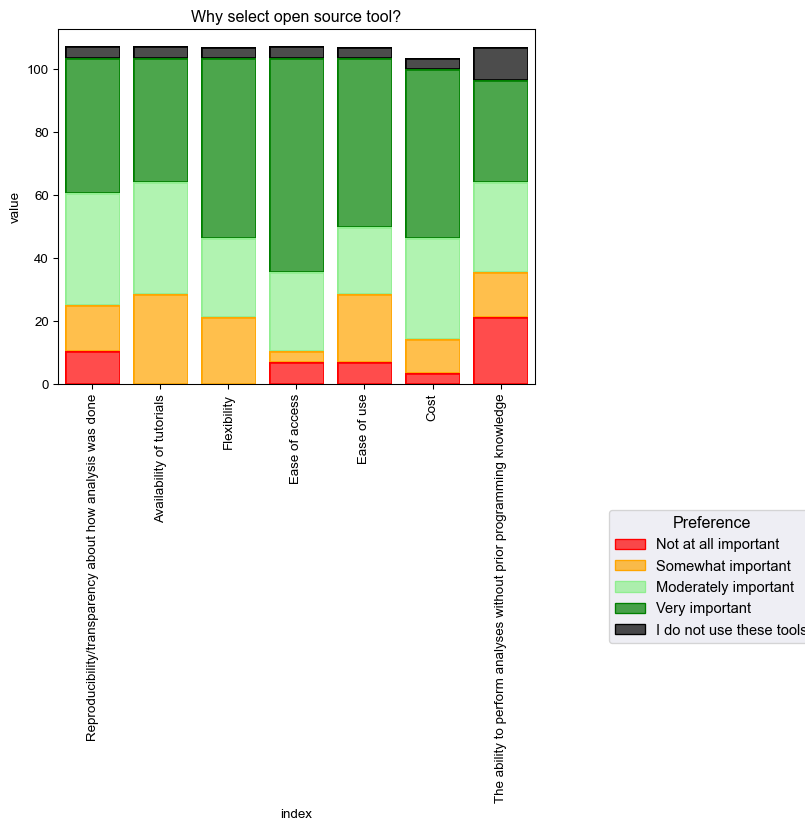 Why select open source tool?
value
100
80
60
40
20
0
Reproducibility/transparency about how analysis was done
Availability of tutorials
Flexibility
Ease of access
Ease of use
Cost
The ability to perform analyses without prior programming knowledge
index
Preference
Not at all important
Somewhat important
Moderately important
Very important
I do not use these tools